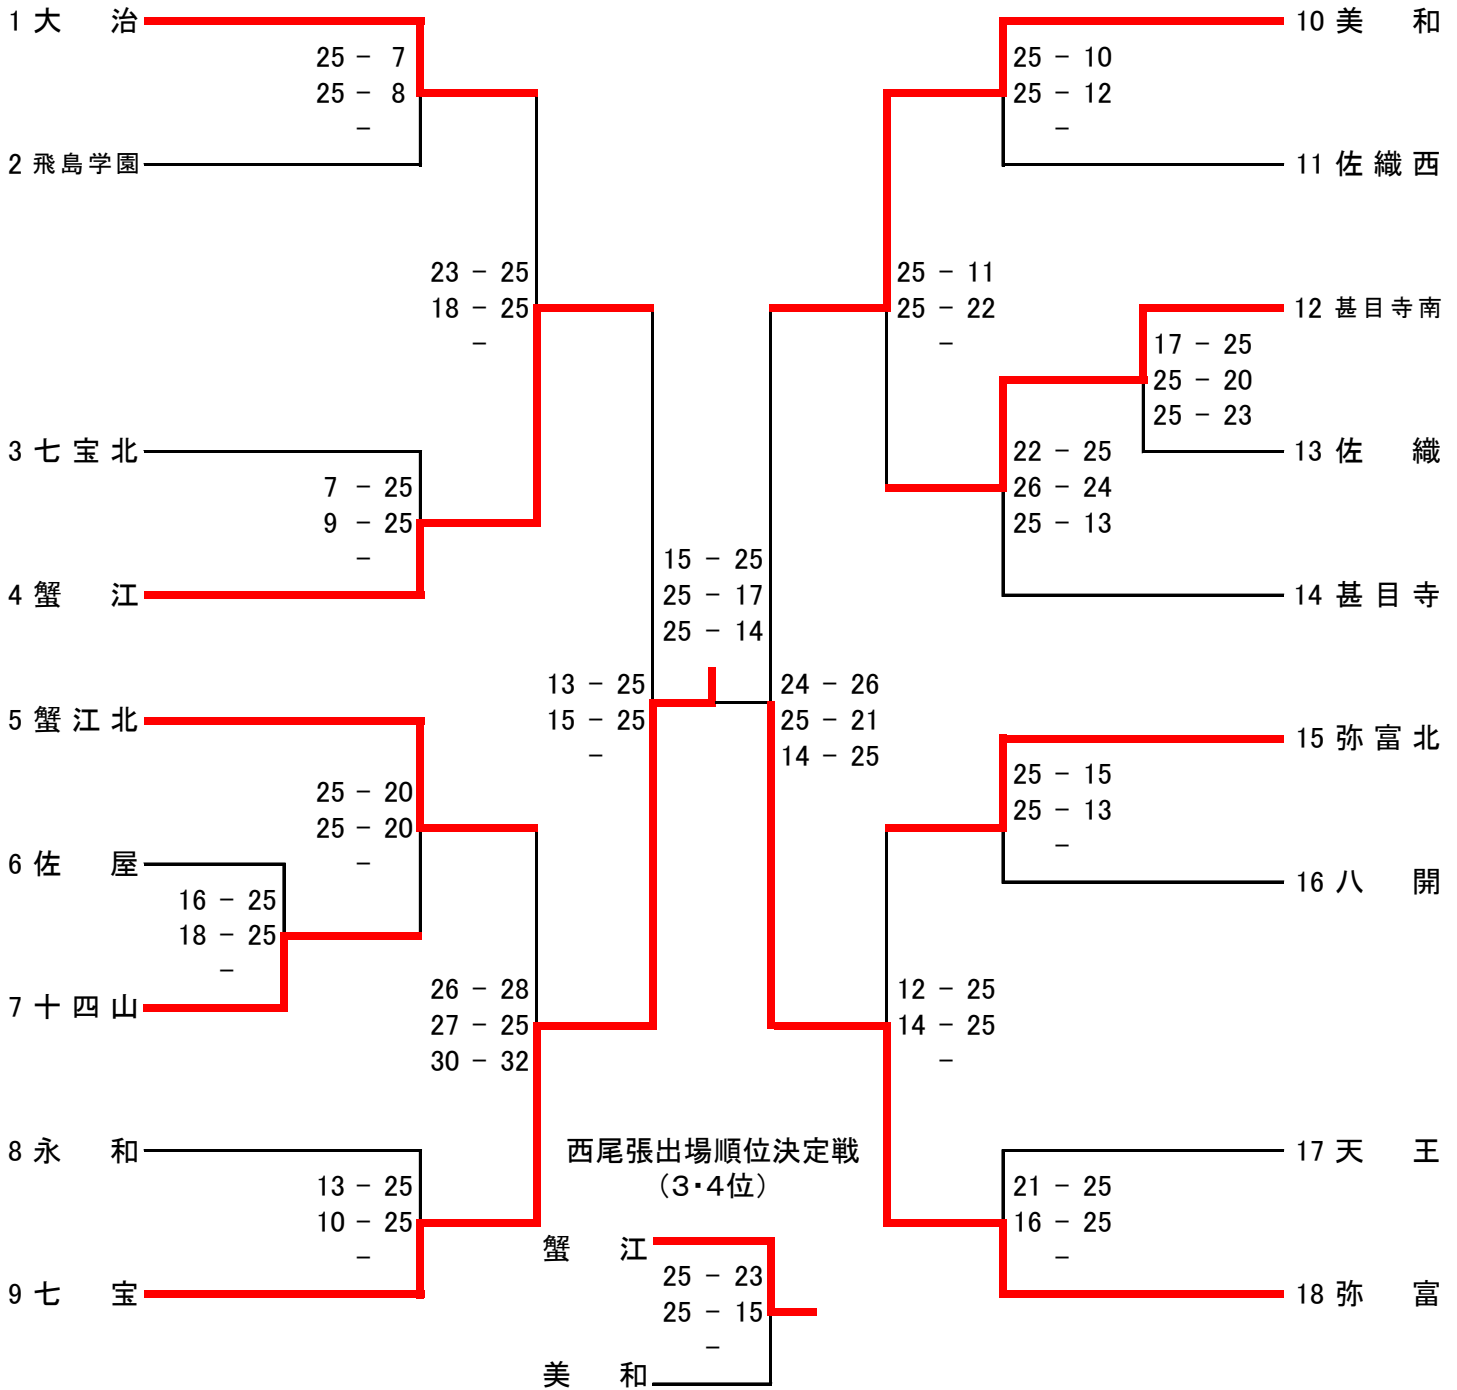 1 大 治
25 － 7
25 － 8
－
2 飛島学園
23 － 25
18 － 25
－
3 七宝北
7 － 25
9 － 25
－
4 蟹 江
5 蟹江北
25 － 20
25 － 20
－
6 佐 屋
16 － 25
18 － 25
－
7 十四山
26 － 28
27 － 25
30 － 32
8 永 和
13 － 25
10 － 25
－
9 七 宝
13 － 25
15 － 25
－
15 － 25
25 － 17
25 － 14
24 － 26
25 － 21
14 － 25
10 美 和
25 － 10
25 － 12
－
11 佐織西
25 － 11
25 － 22
－
12 甚目寺南
17 － 25
25 － 20
25 － 23
13 佐 織
22 － 25
26 － 24
25 － 13
14 甚目寺
15 弥富北
25 － 15
25 － 13
－
16 八 開
12 － 25
14 － 25
－
17 天 王
21 － 25
16 － 25
－
18 弥 富
西尾張出場順位決定戦
（３・４位）
蟹 江
25 － 23
25 － 15
－
美 和